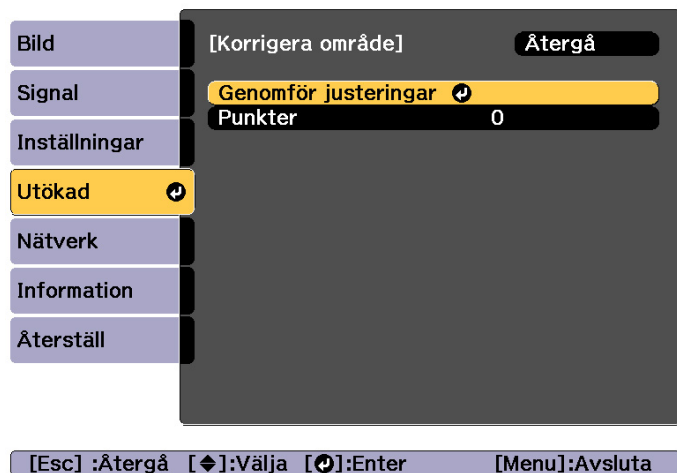 Bild
Signal
Inställningar
Utökad
Nätverk
Information
Återställ
[Korrigera område] Återgå
Genomför justeringar
Punkter 0
[Esc] :Återgå [◆]:Välja [↵]:Enter [Menu]:Avsluta